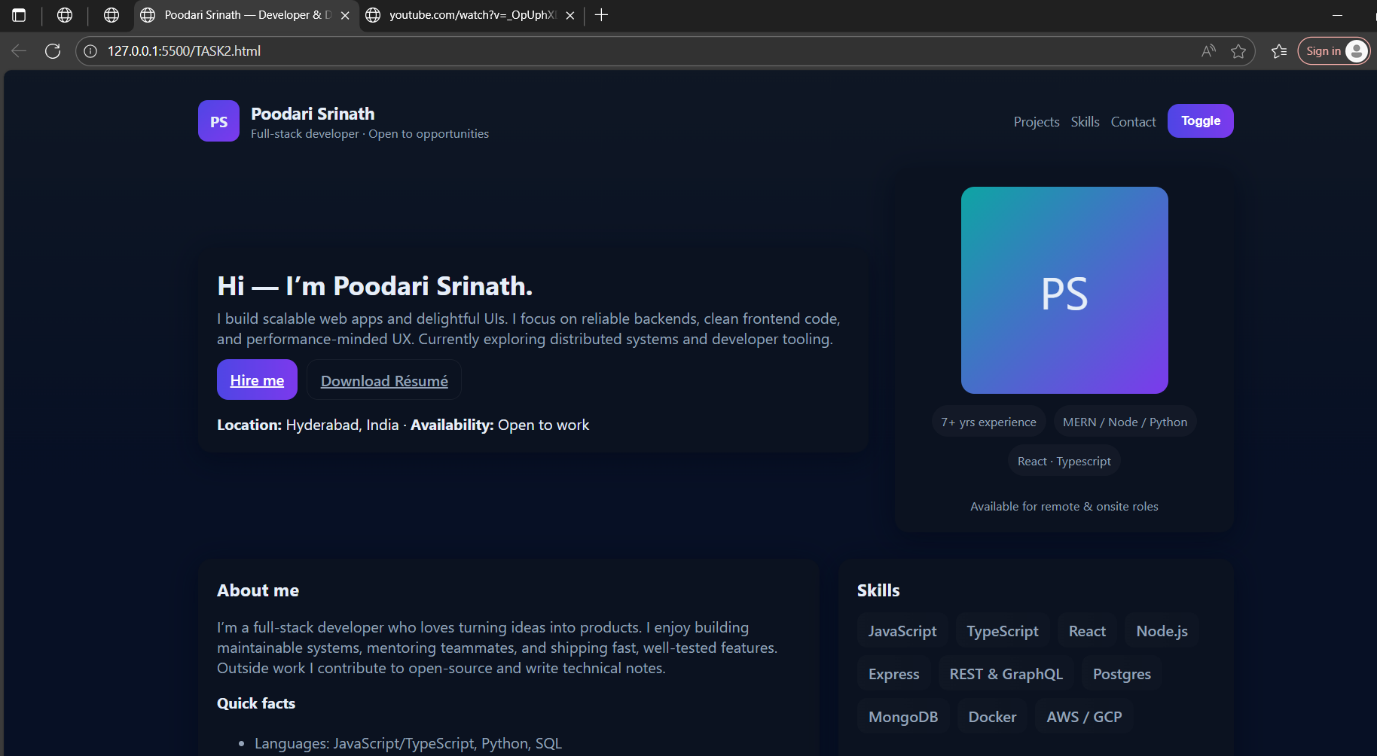 Poodari Srinath — Developer & D
youtube.com/watch?v=_OpUphX
127.0.0.1:5500/TASK2.html
Sign in
PS
Poodari Srinath
Full-stack developer · Open to opportunities
Projects Skills Contact Toggle
Hi — I’m Poodari Srinath.
I build scalable web apps and delightful UIs. I focus on reliable backends, clean frontend code,
and performance-minded UX. Currently exploring distributed systems and developer tooling.
Hire me Download Résumé
Location: Hyderabad, India · Availability: Open to work
PS
7+ yrs experience MERN / Node / Python
React · Typescript
Available for remote & onsite roles
About me
I’m a full-stack developer who loves turning ideas into products. I enjoy building
maintainable systems, mentoring teammates, and shipping fast, well-tested features.
Outside work I contribute to open-source and write technical notes.
Quick facts
• Languages: JavaScript/TypeScript, Python, SQL
Skills
JavaScript TypeScript React Node.js
Express REST & GraphQL Postgres
MongoDB Docker AWS / GCP